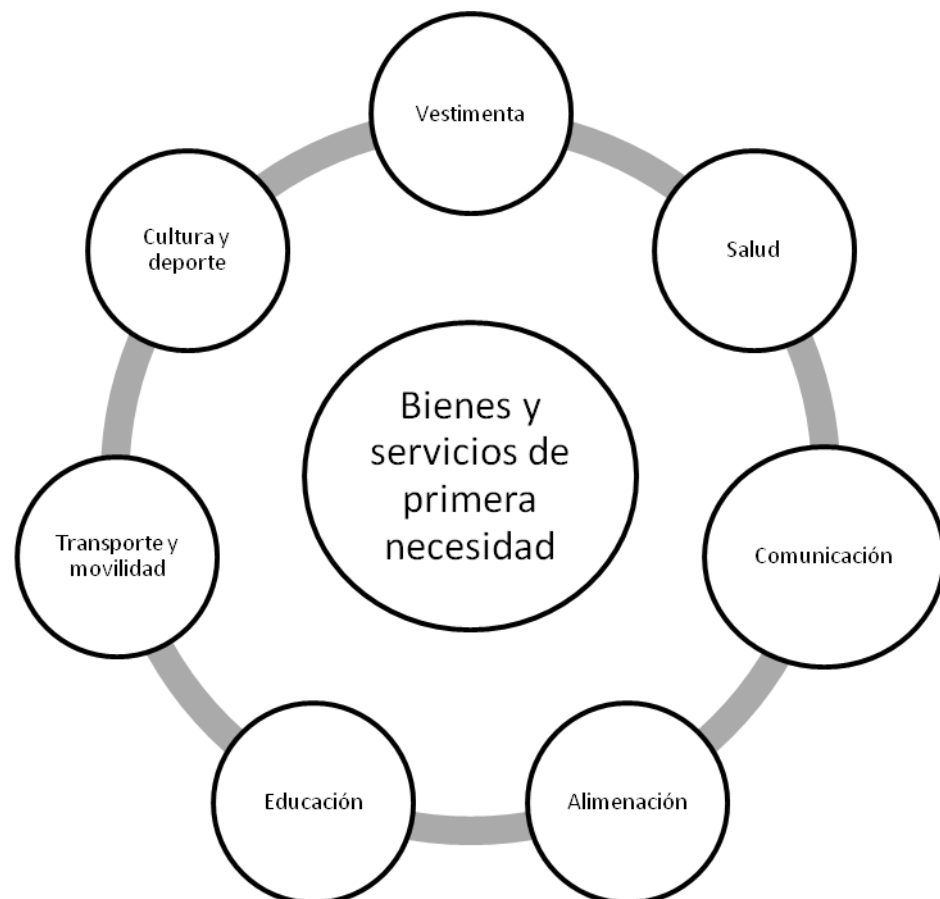 Vestimenta
Cultura y
deporte
Salud
Bienes y
servicios de
primera
necesidad
Transporte y
movilidad
Comunicación
Educación
Alimenación